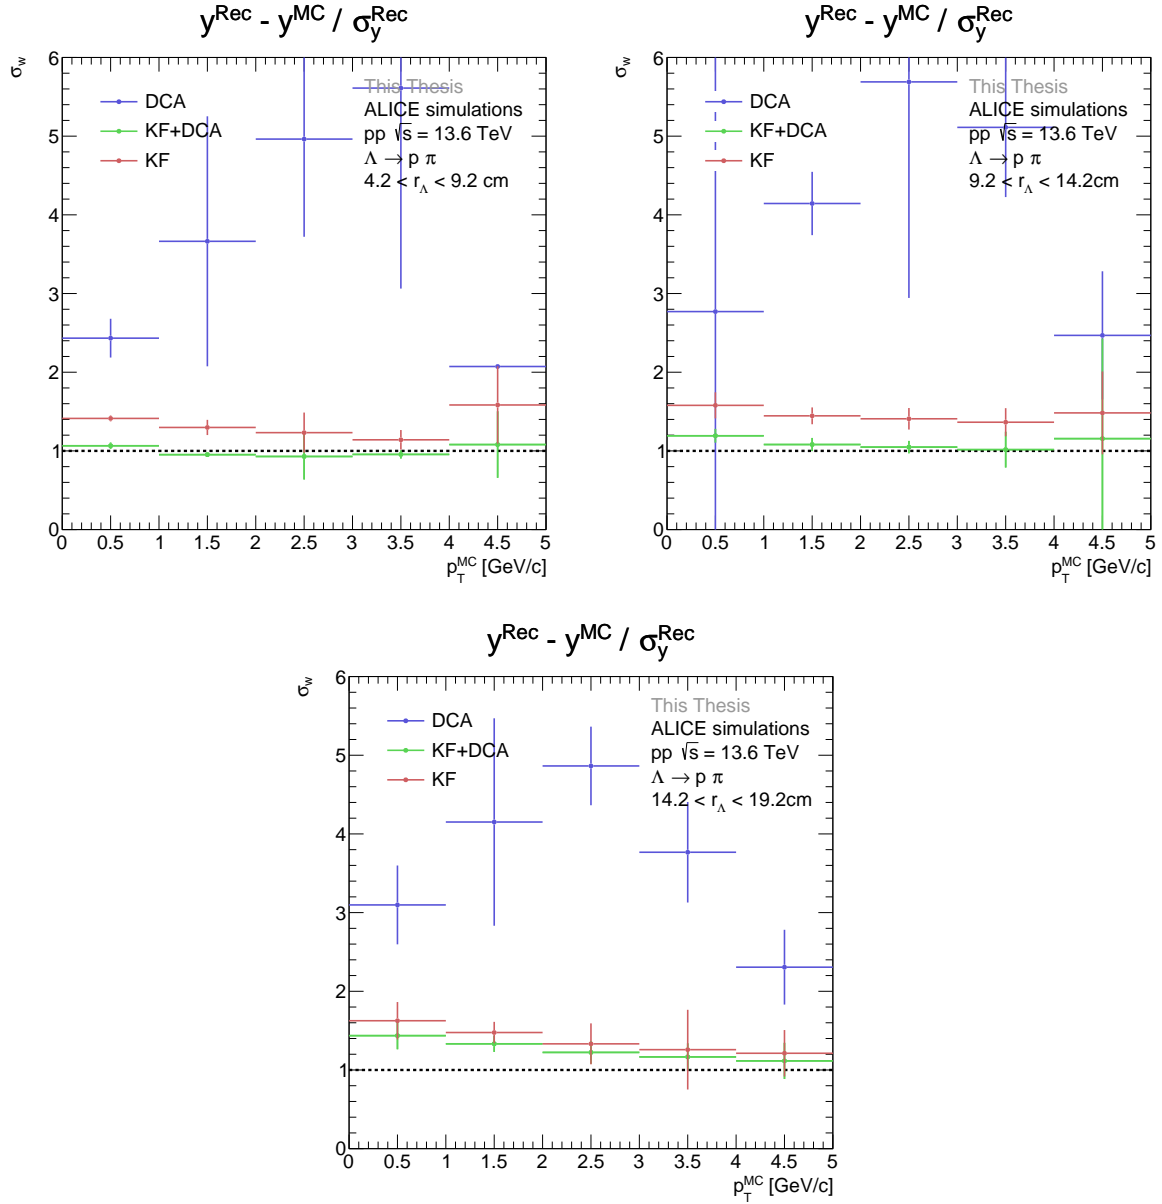 y^Rec - y^MC / σ_y^Rec
σ_w
This Thesis
DCA
ALICE simulations
KF+DCA
pp √s = 13.6 TeV
KF
Λ → p π
4.2 < r_Λ < 9.2 cm
6
5
4
3
2
1
0
0 0.5 1 1.5 2 2.5 3 3.5 4 4.5 5
p_T^MC [GeV/c]
y^Rec - y^MC / σ_y^Rec
σ_w
This Thesis
DCA
ALICE simulations
KF+DCA
pp √s = 13.6 TeV
KF
Λ → p π
9.2 < r_Λ < 14.2cm
6
5
4
3
2
1
0
0 0.5 1 1.5 2 2.5 3 3.5 4 4.5 5
p_T^MC [GeV/c]
y^Rec - y^MC / σ_y^Rec
σ_w
This Thesis
DCA
ALICE simulations
KF+DCA
pp √s = 13.6 TeV
KF
Λ → p π
14.2 < r_Λ < 19.2cm
6
5
4
3
2
1
0
0 0.5 1 1.5 2 2.5 3 3.5 4 4.5 5
p_T^MC [GeV/c]